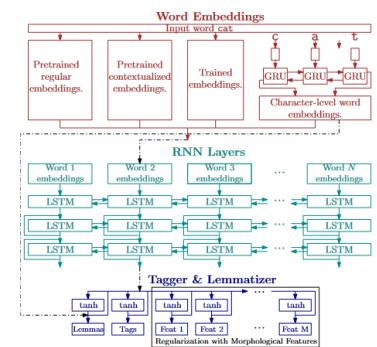 Word Embeddings
Input word cat
c a t
Pretrained regular embeddings.
Pretrained contextualized embeddings.
Trained embeddings.
GRU GRU GRU
Character-level word embeddings.
RNN Layers
Word 1 embeddings
Word 2 embeddings
Word 3 embeddings
...
Word N embeddings
LSTM LSTM LSTM LSTM
LSTM LSTM LSTM ... LSTM
LSTM LSTM LSTM ... LSTM
Tagger & Lemmatizer
tanh tanh tanh tanh ... tanh
Lemmas Tags Feat 1 Feat 2 Feat M
Regularization with Morphological Features